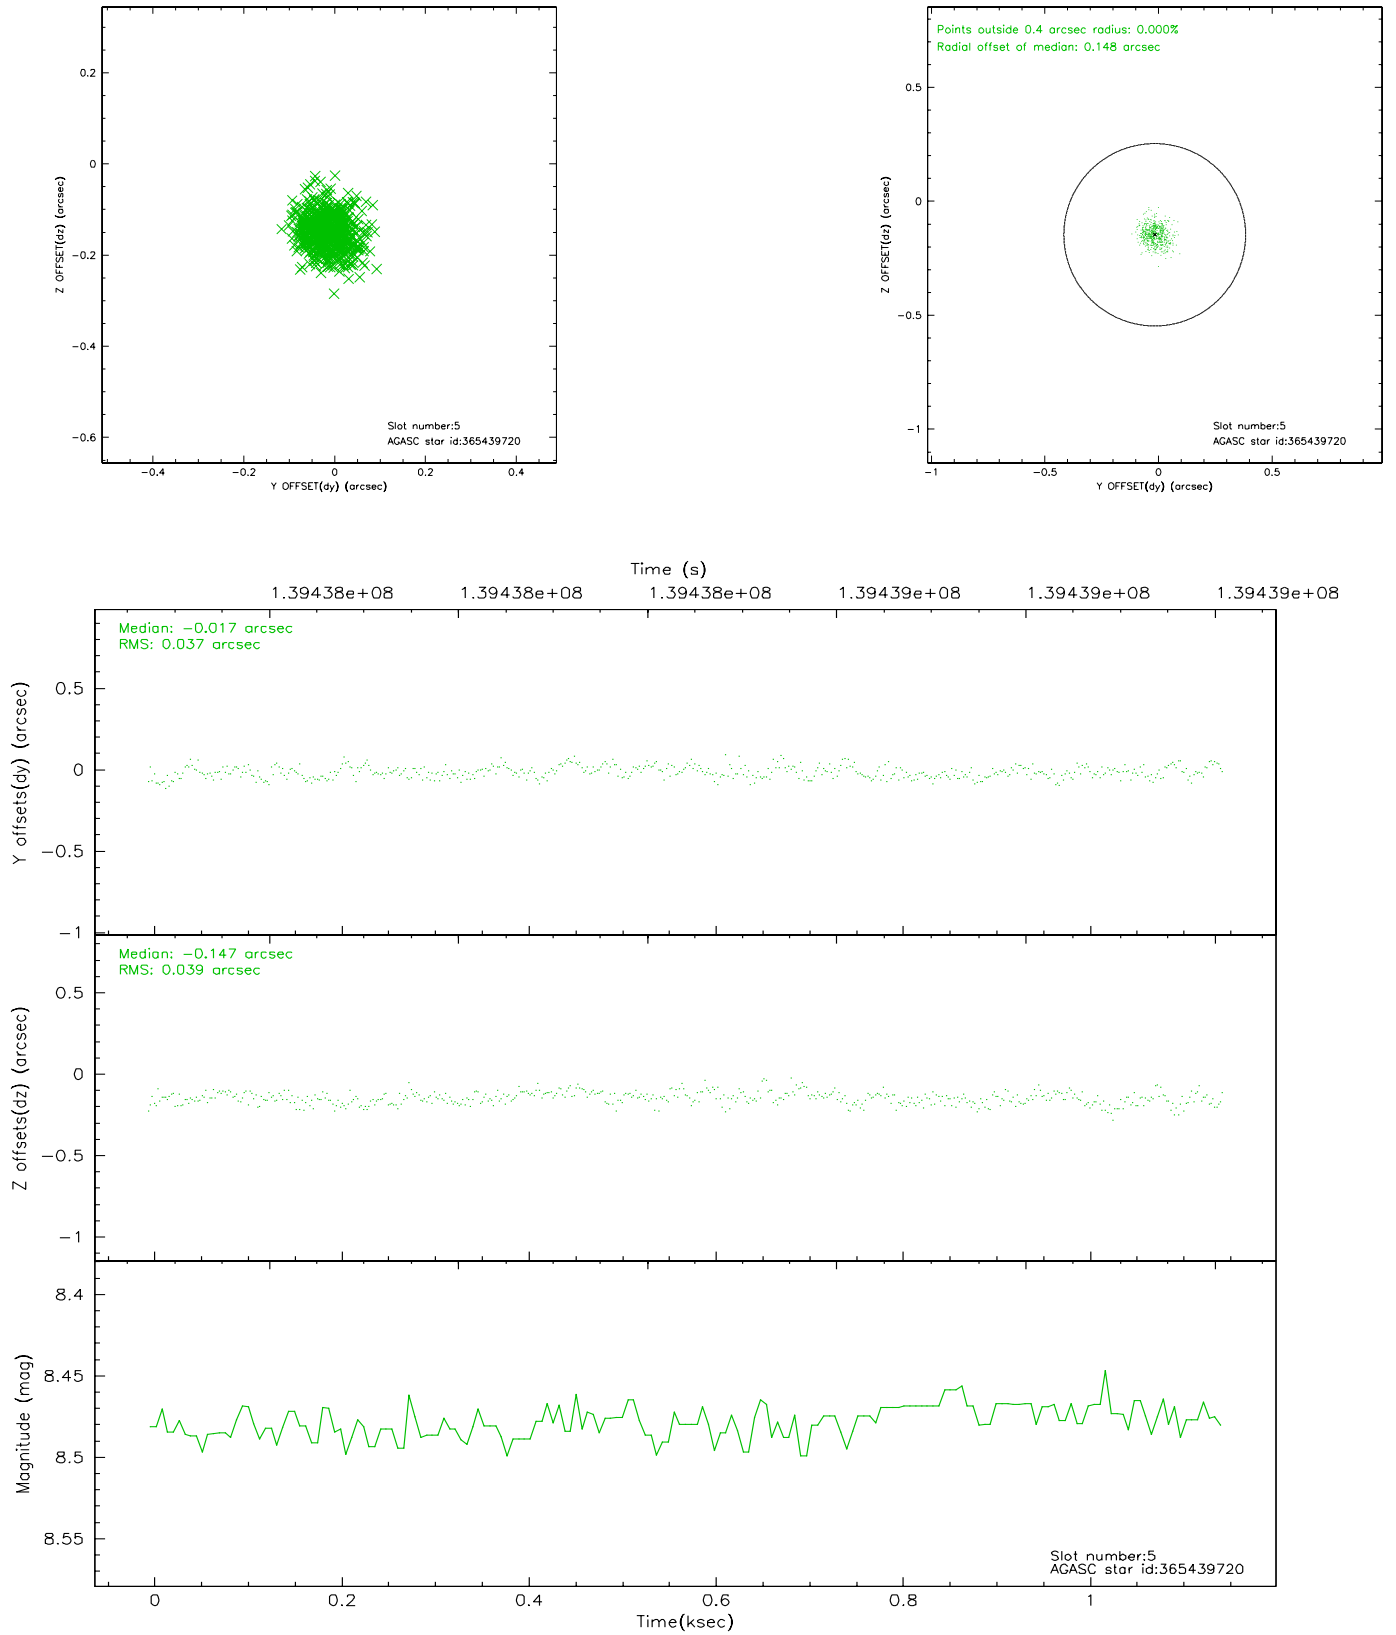 0.2
0
−0.2
−0.4
−0.6
Z OFFSET(dz) (arcsec)
−0.4
−0.2
0
0.2
0.4
Y OFFSET(dy) (arcsec)
Slot number:5
AGASC star id:365439720
Points outside 0.4 arcsec radius: 0.000%
Radial offset of median: 0.148 arcsec
0.5
0
−0.5
−1
Z OFFSET(dz) (arcsec)
−1
−0.5
0
0.5
Y OFFSET(dy) (arcsec)
Slot number:5
AGASC star id:365439720
Time (s)
1.39438e+08
1.39438e+08
1.39438e+08
1.39439e+08
1.39439e+08
1.39439e+08
Median: −0.017 arcsec
RMS: 0.037 arcsec
0.5
0
−0.5
−1
Y offsets(dy) (arcsec)
Median: −0.147 arcsec
RMS: 0.039 arcsec
0.5
0
−0.5
−1
Z offsets(dz) (arcsec)
8.4
8.45
8.5
8.55
Magnitude (mag)
Slot number:5
AGASC star id:365439720
0
0.2
0.4
0.6
0.8
1
Time(ksec)